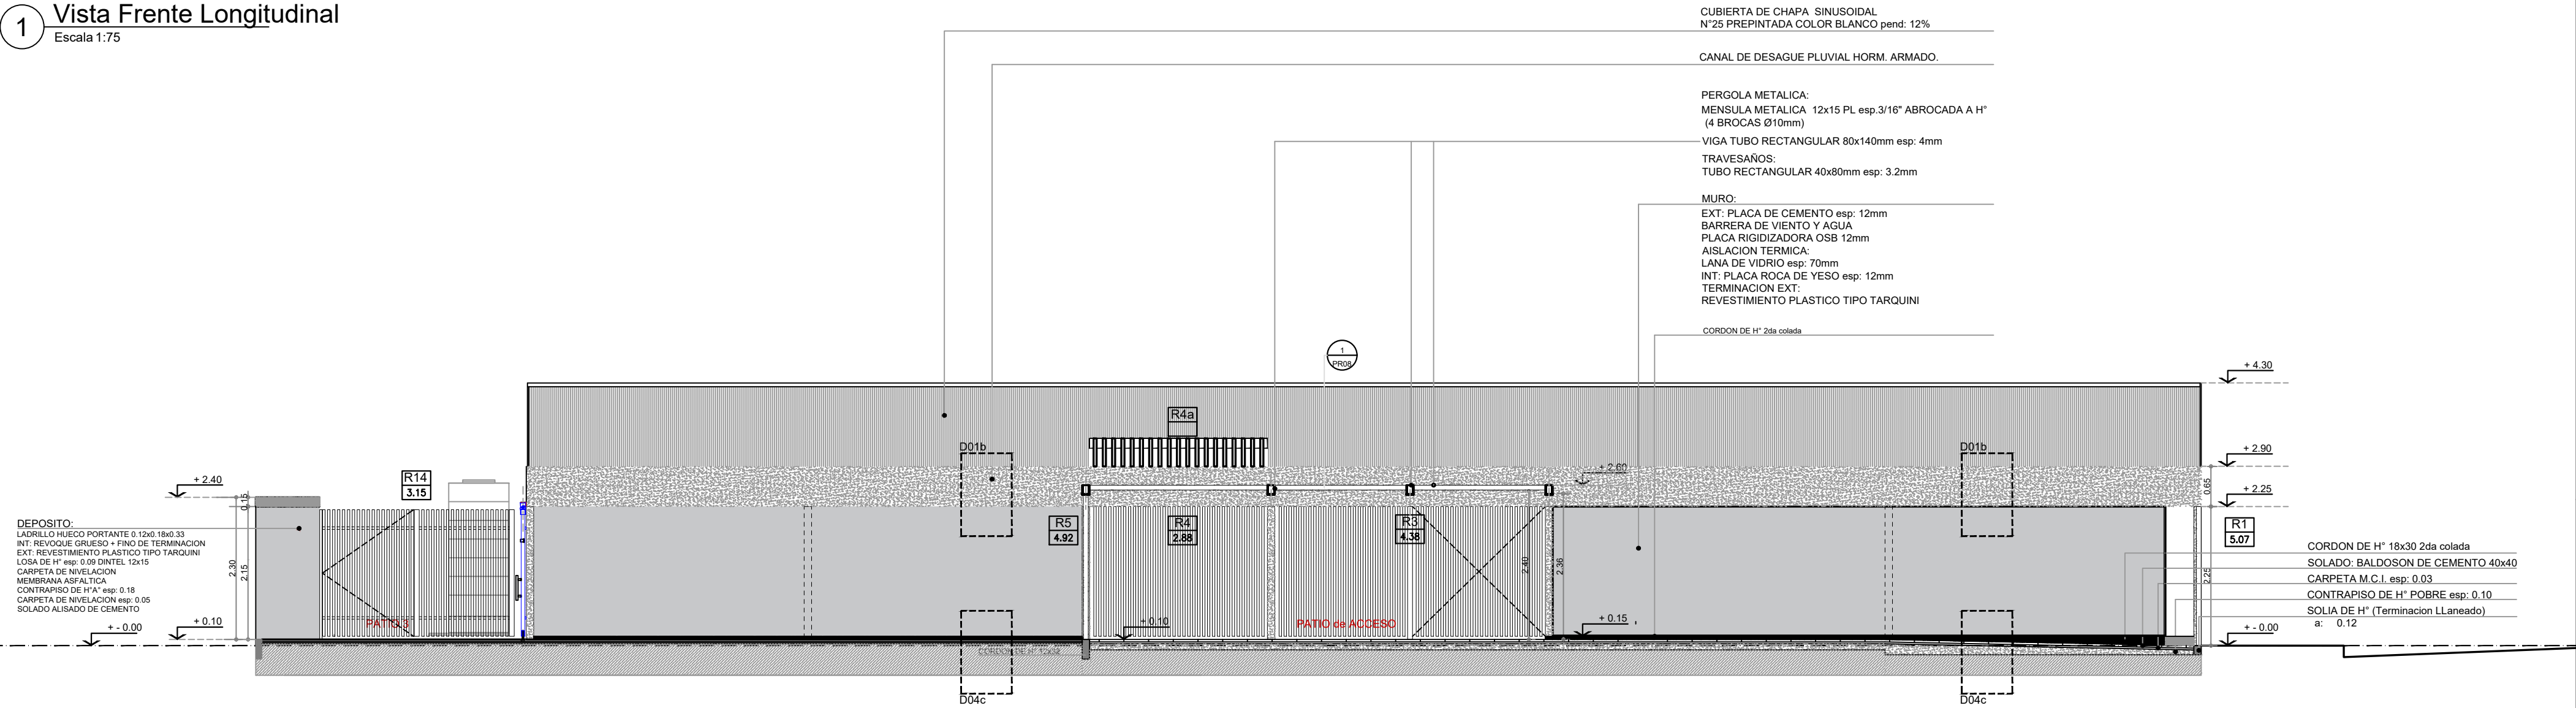 1
Vista Frente Longitudinal
Escala 1:75
CUBIERTA DE CHAPA SINUSOIDAL
N°25 PREPINTADA COLOR BLANCO pend: 12%
CANAL DE DESAGUE PLUVIAL HORM. ARMADO.
PERGOLA METALICA:
MENSULA METALICA 12x15 PL esp.3/16" ABROCADA A H°
(4 BROCAS Ø10mm)
VIGA TUBO RECTANGULAR 80x140mm esp: 4mm
TRAVESAÑOS:
TUBO RECTANGULAR 40x80mm esp: 3.2mm
MURO:
EXT: PLACA DE CEMENTO esp: 12mm
BARRERA DE VIENTO Y AGUA
PLACA RIGIDIZADORA OSB 12mm
AISLACION TERMICA:
LANA DE VIDRIO esp: 70mm
INT: PLACA ROCA DE YESO esp: 12mm
TERMINACION EXT:
REVESTIMIENTO PLASTICO TIPO TARQUINI
CORDON DE H° 2da colada
1
PR08
+ 4.30
R4a
D01b
D01b
+ 2.90
+ 2.60
0.65
R14
3.15
+ 2.40
0.15
+ 2.25
DEPOSITO:
LADRILLO HUECO PORTANTE 0.12x0.18x0.33
INT: REVOQUE GRUESO + FINO DE TERMINACION
EXT: REVESTIMIENTO PLASTICO TIPO TARQUINI
LOSA DE H° esp: 0.09 DINTEL 12x15
CARPETA DE NIVELACION
MEMBRANA ASFALTICA
CONTRAPISO DE H"A" esp: 0.18
CARPETA DE NIVELACION esp: 0.05
SOLADO ALISADO DE CEMENTO
2.30
2.15
R5
4.92
R4
2.88
R3
4.38
2.40
2.36
R1
5.07
2.25
CORDON DE H° 18x30 2da colada
SOLADO: BALDOSON DE CEMENTO 40x40
CARPETA M.C.I. esp: 0.03
CONTRAPISO DE H° POBRE esp: 0.10
SOLIA DE H° (Terminacion LLaneado)
a: 0.12
+ - 0.00
+ 0.10
PATIO 3
+ 0.10
PATIO de ACCESO
+ 0.15
+ - 0.00
CORDON DE H°
D04c
D04c